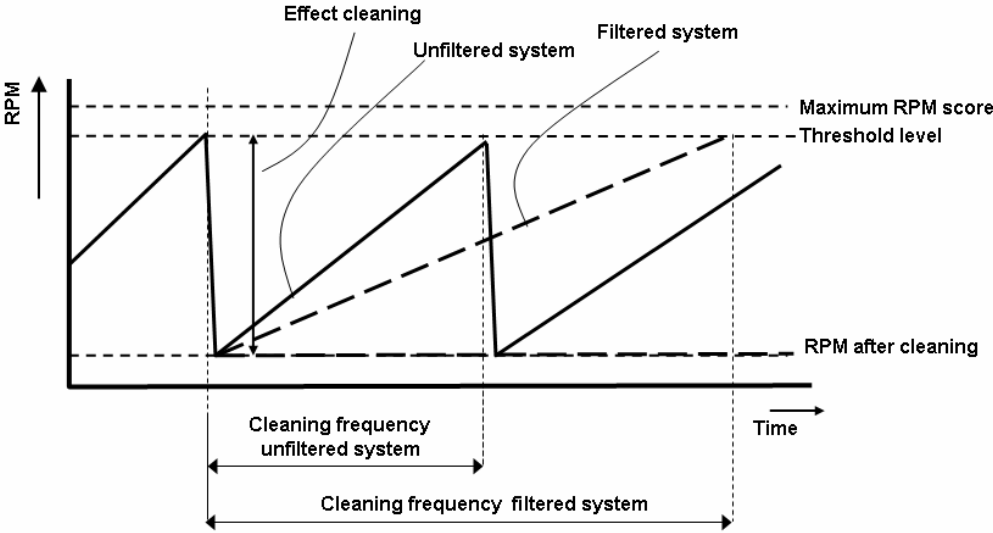 Effect cleaning
Unfiltered system
Filtered system
RPM
Maximum RPM score
Threshold level
RPM after cleaning
Time
Cleaning frequency
unfiltered system
Cleaning frequency filtered system